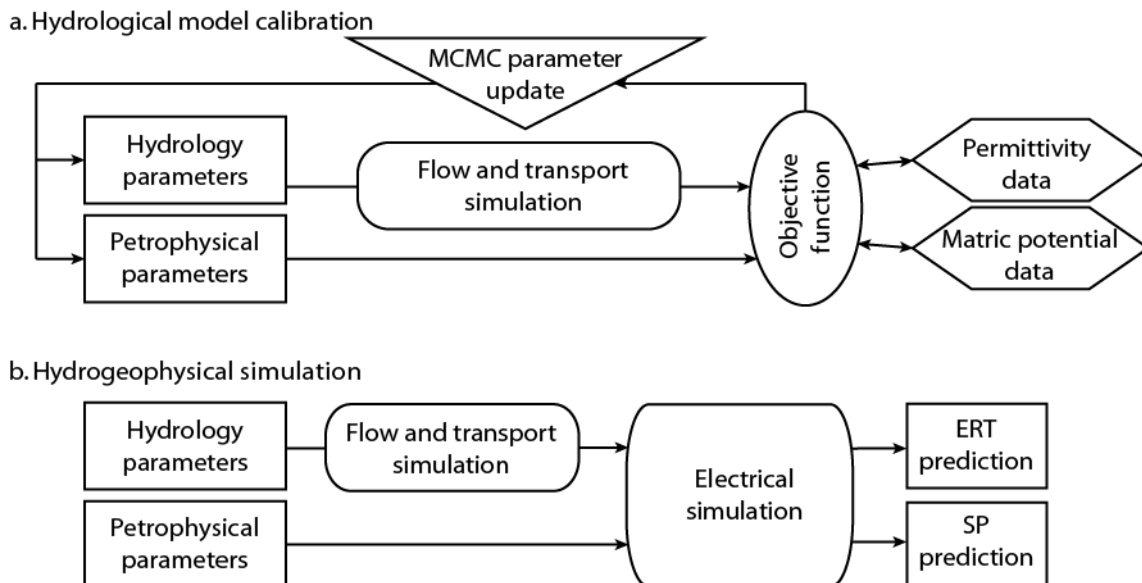 a. Hydrological model calibration
MCMC parameter
update
Hydrology
parameters
Flow and transport
simulation
Objective
function
Permittivity
data
Petrophysical
parameters
Matric potential
data
b. Hydrogeophysical simulation
Hydrology
parameters
Flow and transport
simulation
Electrical
simulation
ERT
prediction
Petrophysical
parameters
SP
prediction